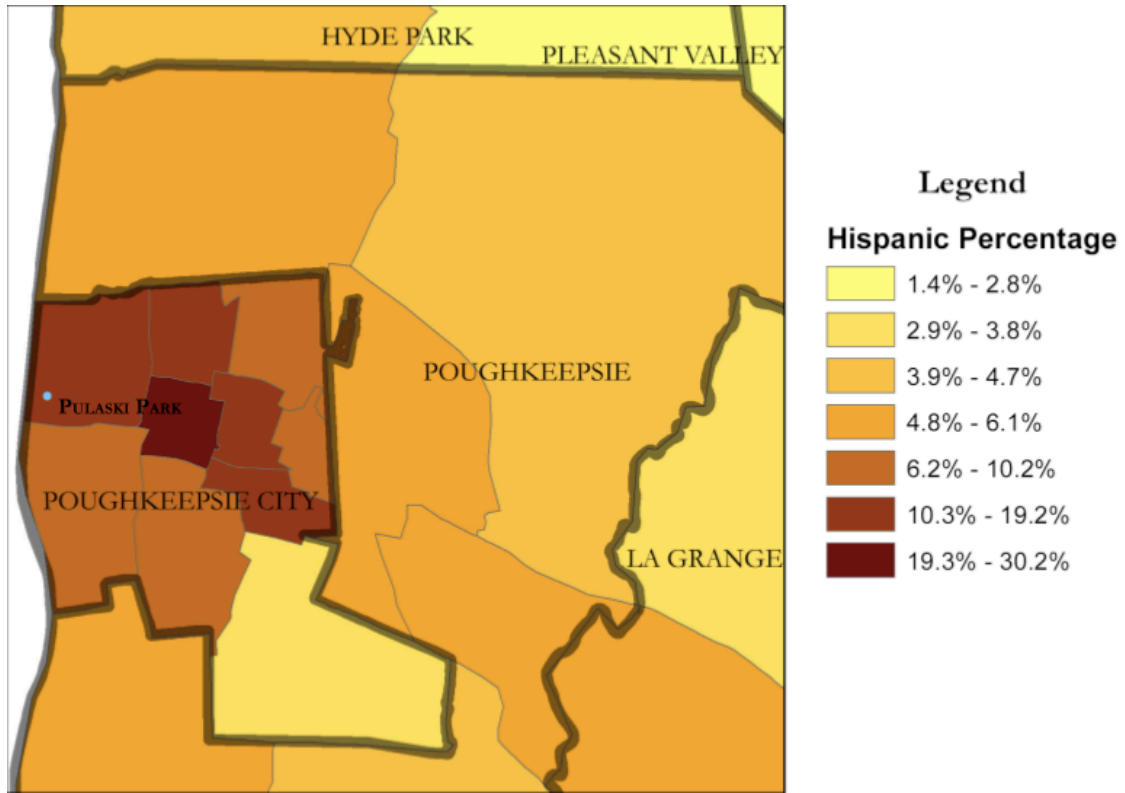 HYDE PARK
PLEASANT VALLEY
POUGHKEEPSIE
PULASKI PARK
POUGHKEEPSIE CITY
LA GRANGE
Legend
Hispanic Percentage
1.4% - 2.8%
2.9% - 3.8%
3.9% - 4.7%
4.8% - 6.1%
6.2% - 10.2%
10.3% - 19.2%
19.3% - 30.2%